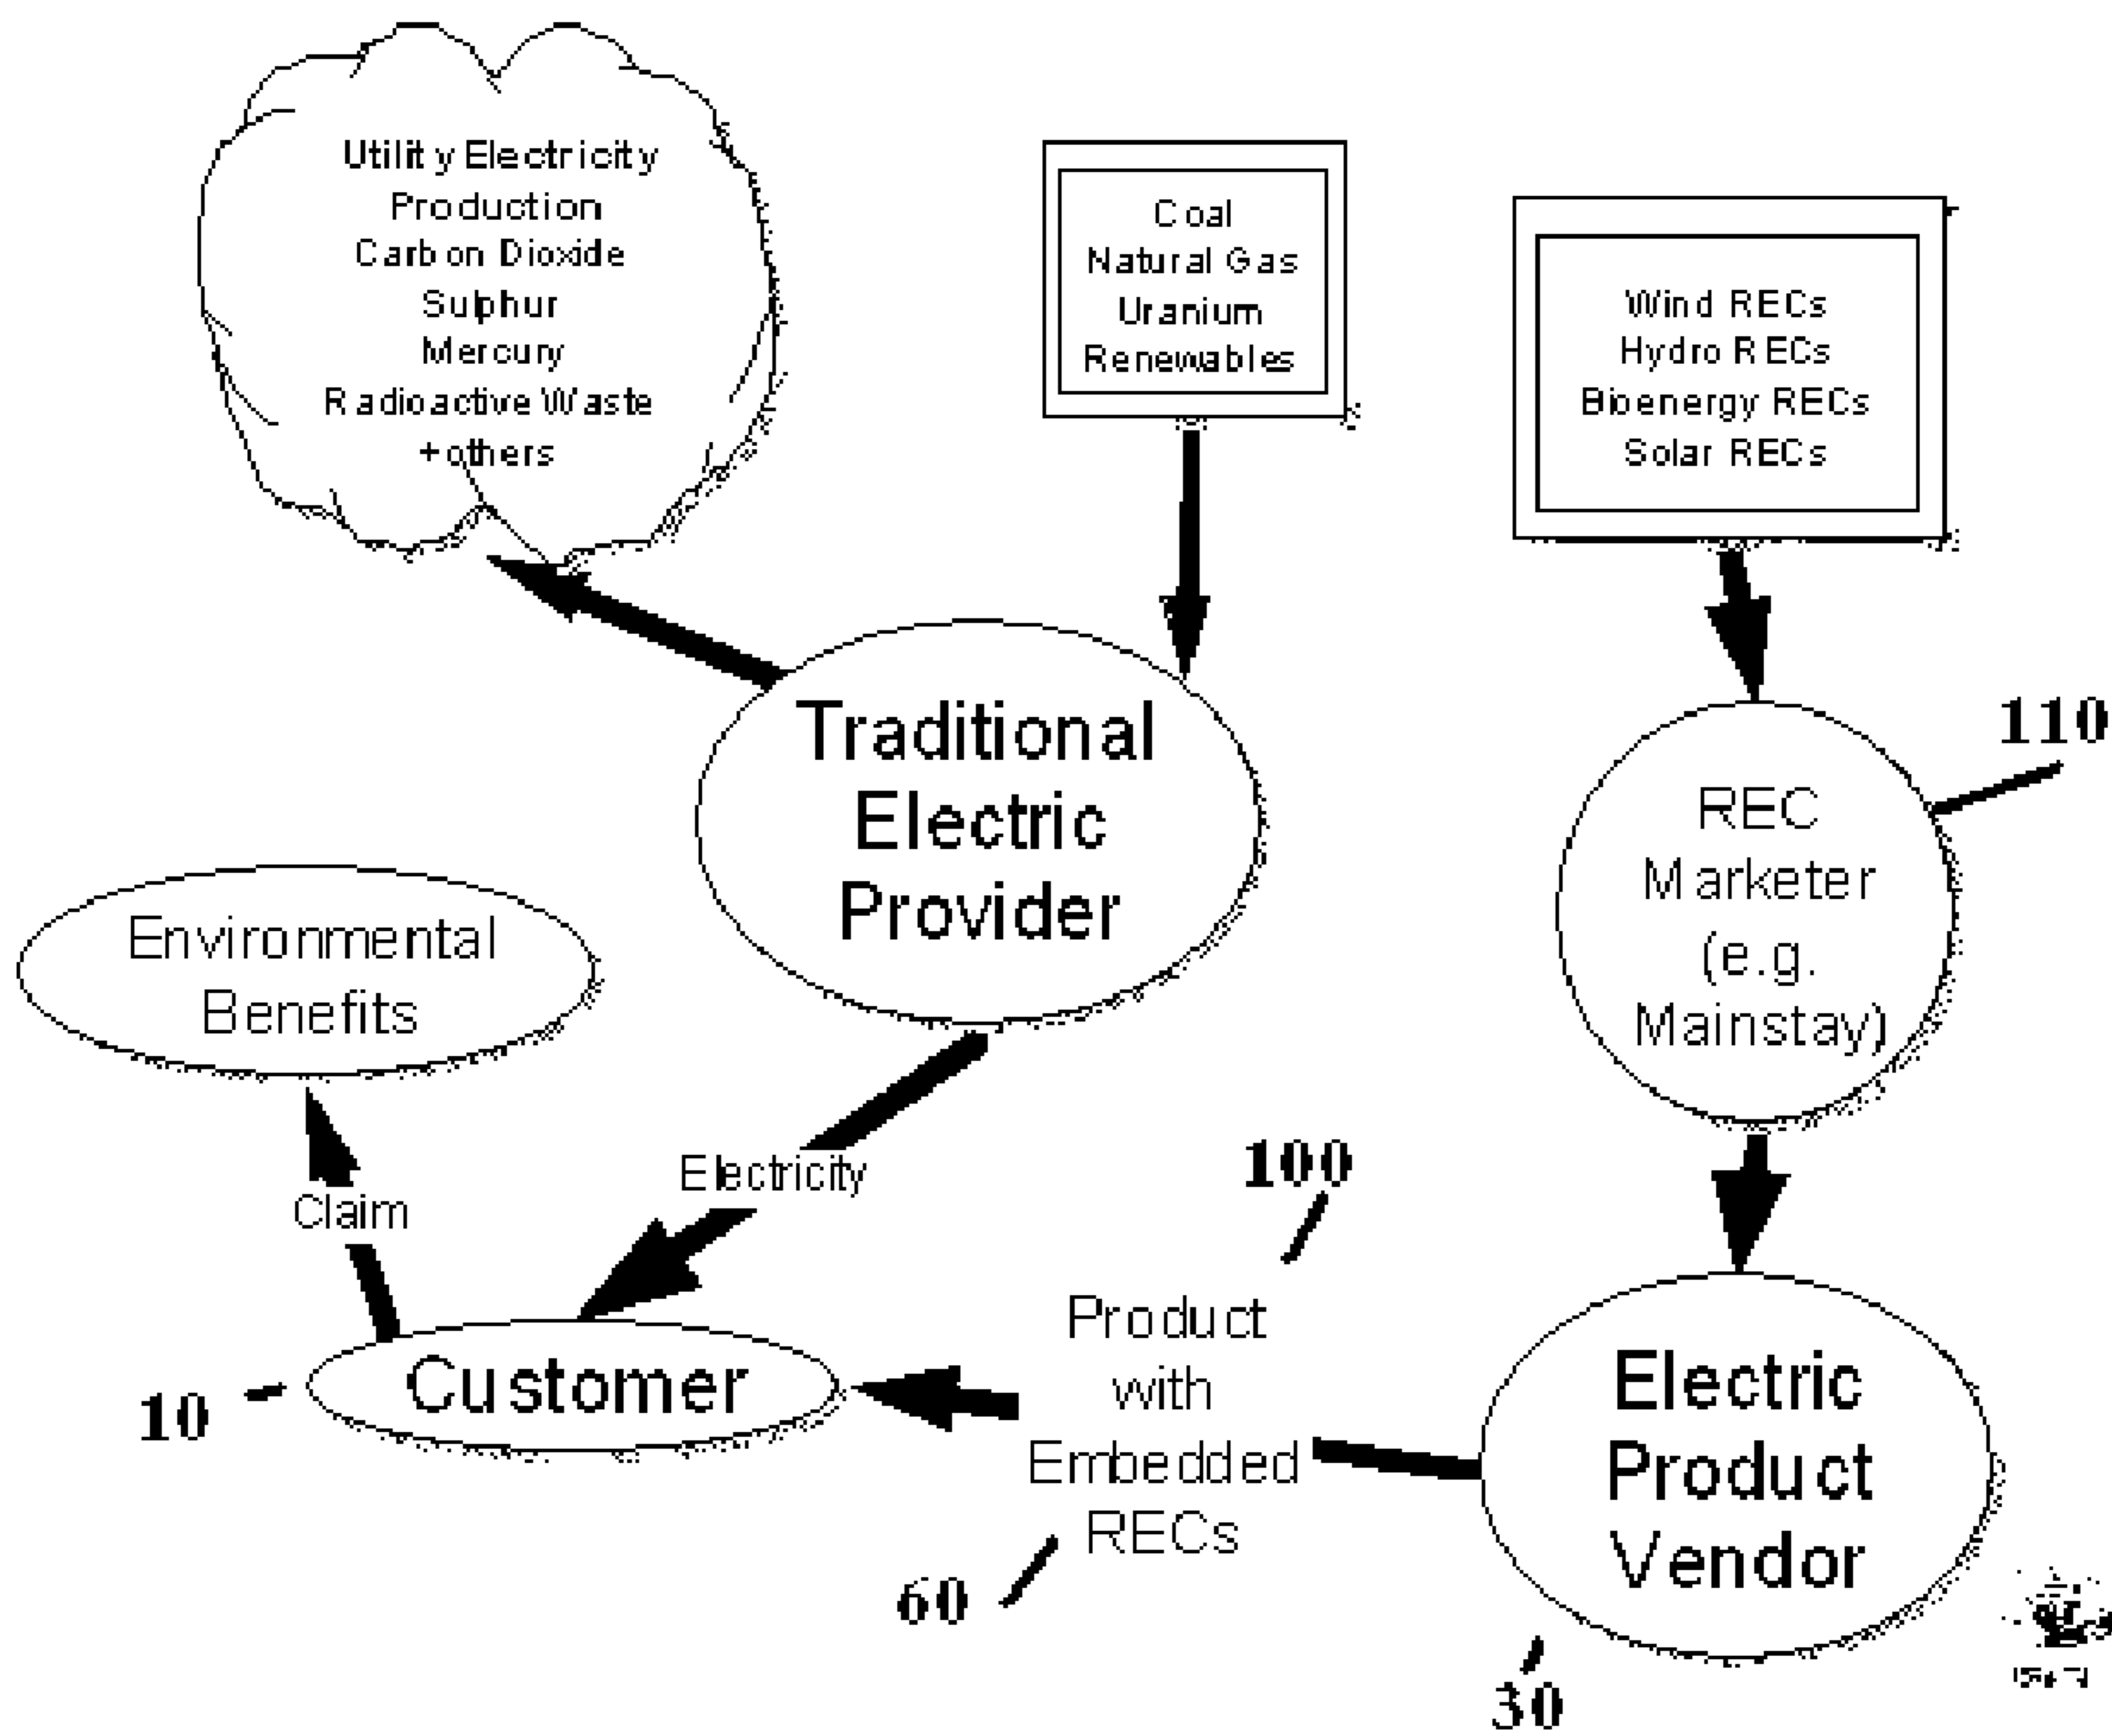 Utility Electricity
Production
Carbon Dioxide
Sulphur
Mercury
Radioactive Waste
+others
Coal
Natural Gas
Uranium
Renewables
Wind RECs
Hydro RECs
Bioenergy RECs
Solar RECs
Traditional
Electric
Provider
110
REC
Marketer
(e.g.
Mainstay)
Environmental
Benefits
Claim
Electricity
100
Product
with
Embedded
RECs
60
10
Customer
Electric
Product
Vendor
30